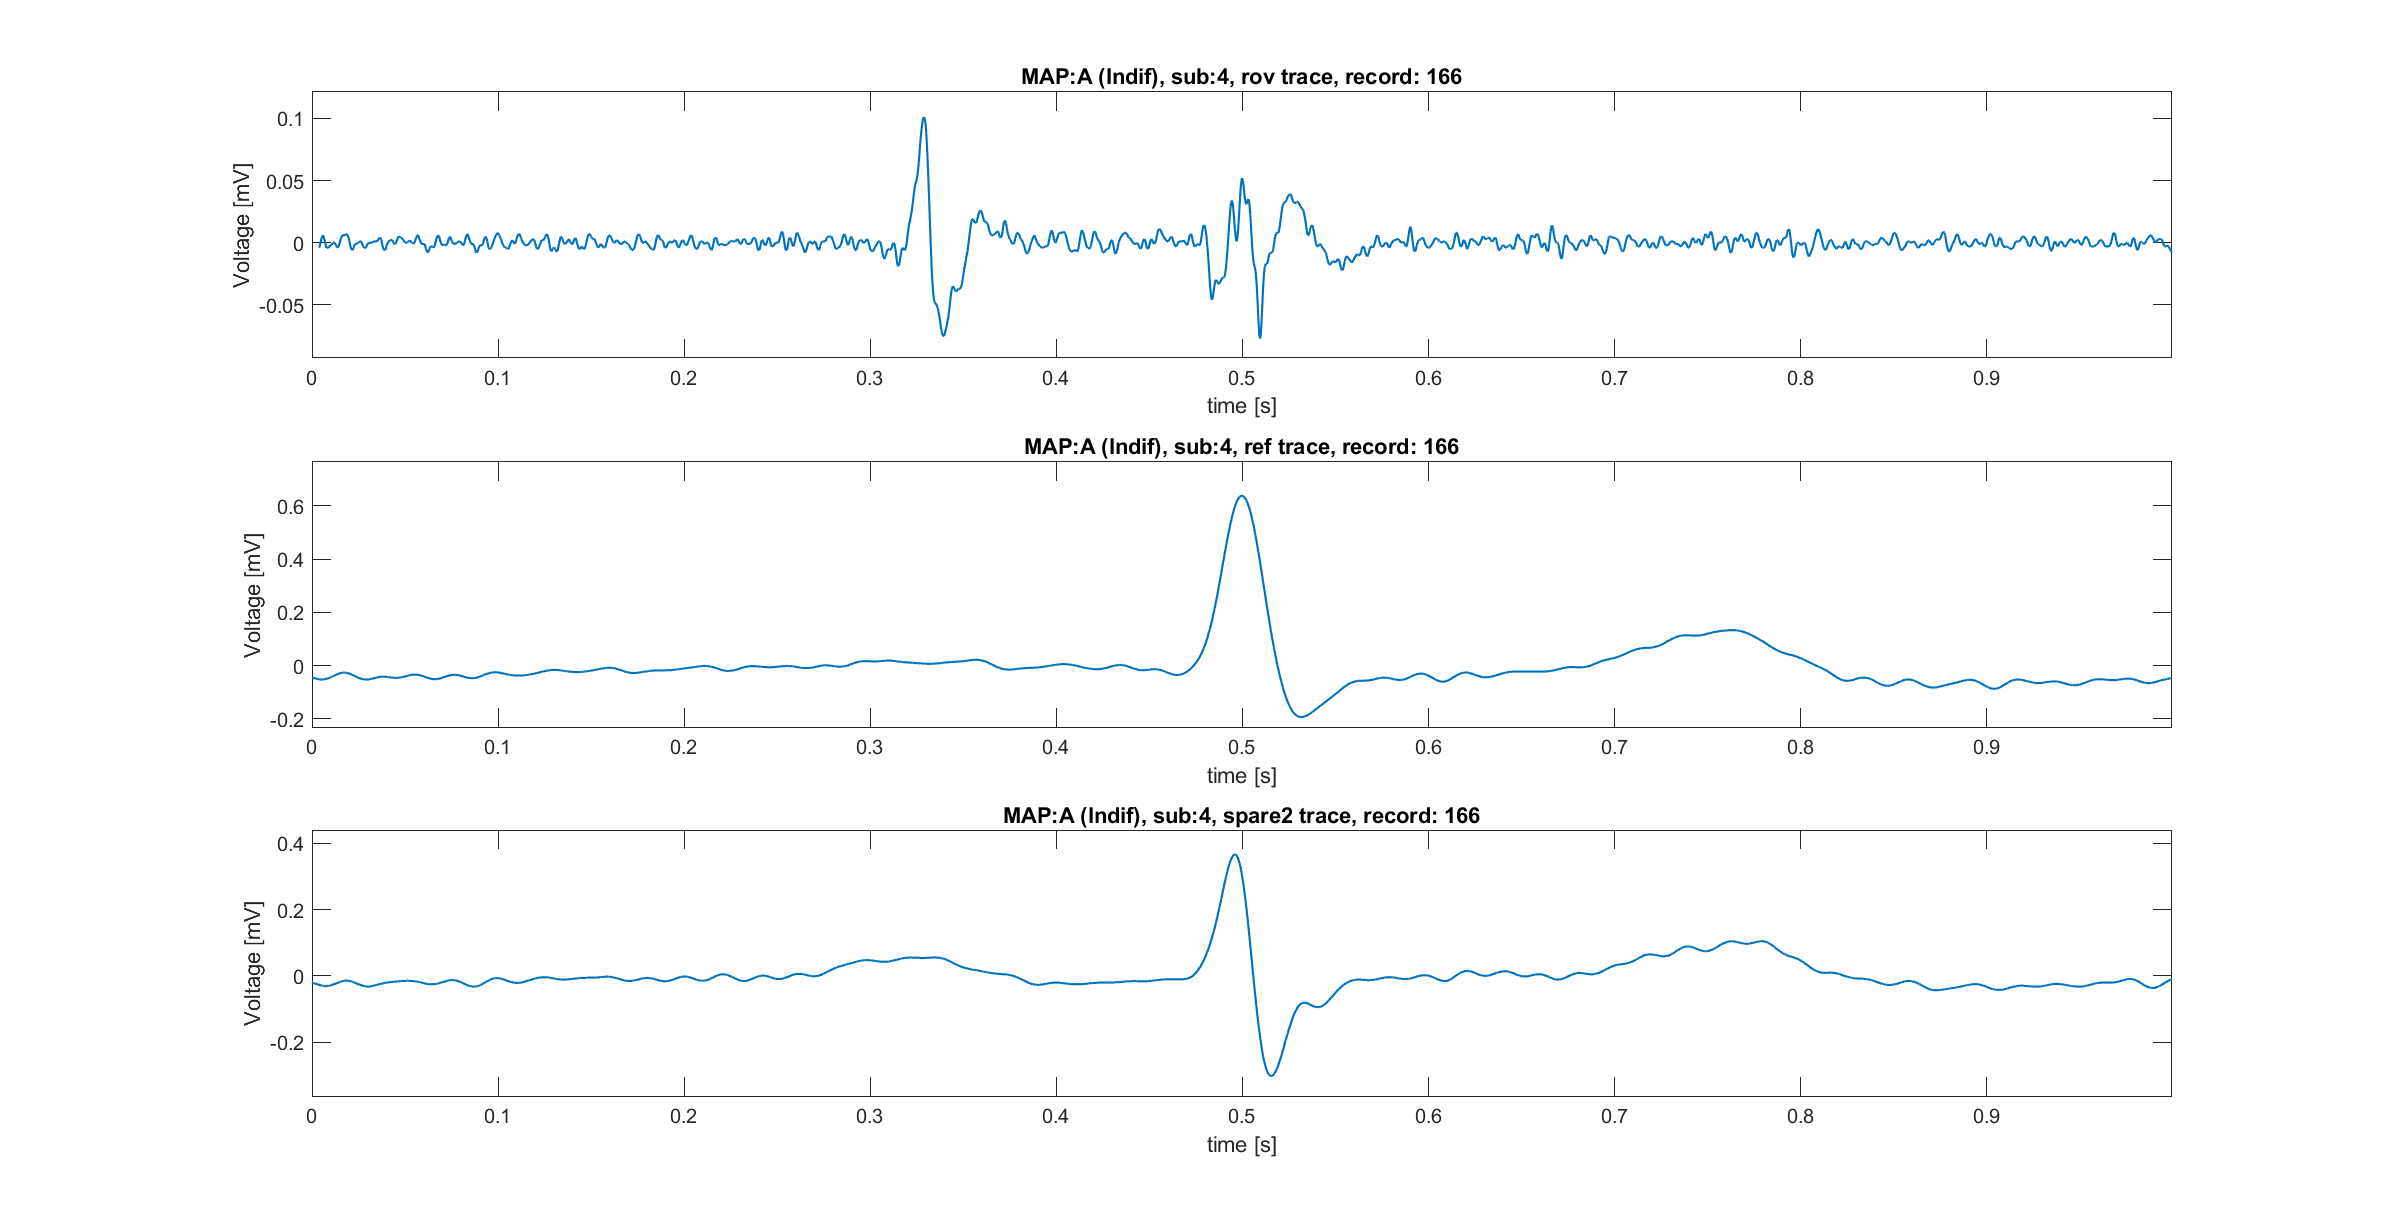 MAP:A (Indif), sub:4, rov trace, record: 166
Voltage [mV]
0.1
0.05
0
-0.05
0 0.1 0.2 0.3 0.4 0.5 0.6 0.7 0.8 0.9
time [s]
MAP:A (Indif), sub:4, ref trace, record: 166
Voltage [mV]
0.6
0.4
0.2
0
-0.2
0 0.1 0.2 0.3 0.4 0.5 0.6 0.7 0.8 0.9
time [s]
MAP:A (Indif), sub:4, spare2 trace, record: 166
Voltage [mV]
0.4
0.2
0
-0.2
0 0.1 0.2 0.3 0.4 0.5 0.6 0.7 0.8 0.9
time [s]